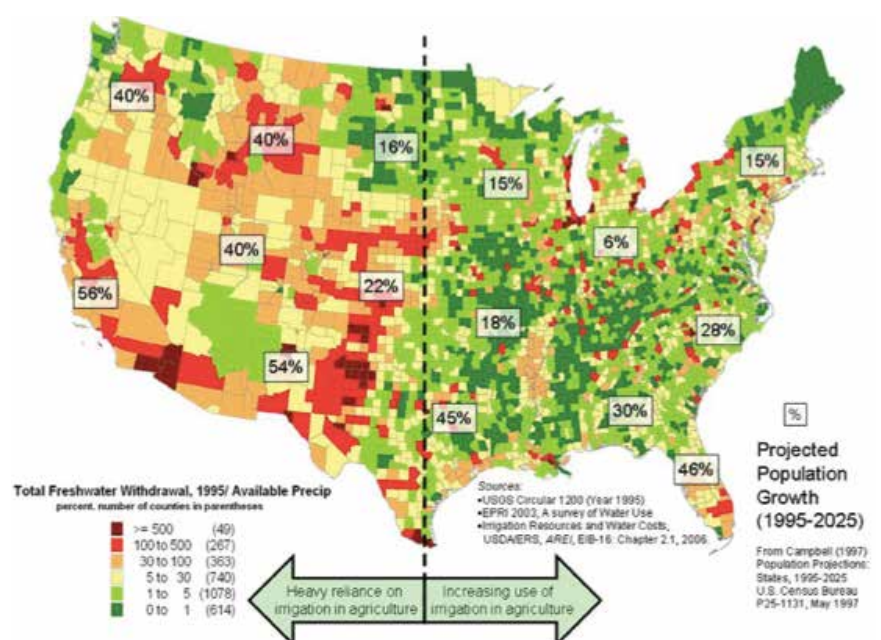 40%
40%
16%
15%
15%
40%
6%
56%
22%
18%
28%
54%
45%
30%
46%
%
Projected
Population
Growth
(1995-2025)
From Campbell (1997)
Population Projections:
States, 1995-2025
U.S. Census Bureau
P25-1131, May 1997
Sources:
•USGS Circular 1200 (Year 1995)
•EPRI 2003, A survey of Water Use
•Irrigation Resources and Water Costs,
USDA/ERS, AREI, EIB-16: Chapter 2.1, 2006.
Total Freshwater Withdrawal, 1995/ Available Precip
percent, number of counties in parentheses
>= 500 (49)
100 to 500 (267)
30 to 100 (363)
5 to 30 (740)
1 to 5 (1078)
0 to 1 (614)
Heavy reliance on
irrigation in agriculture
Increasing use of
irrigation in agriculture